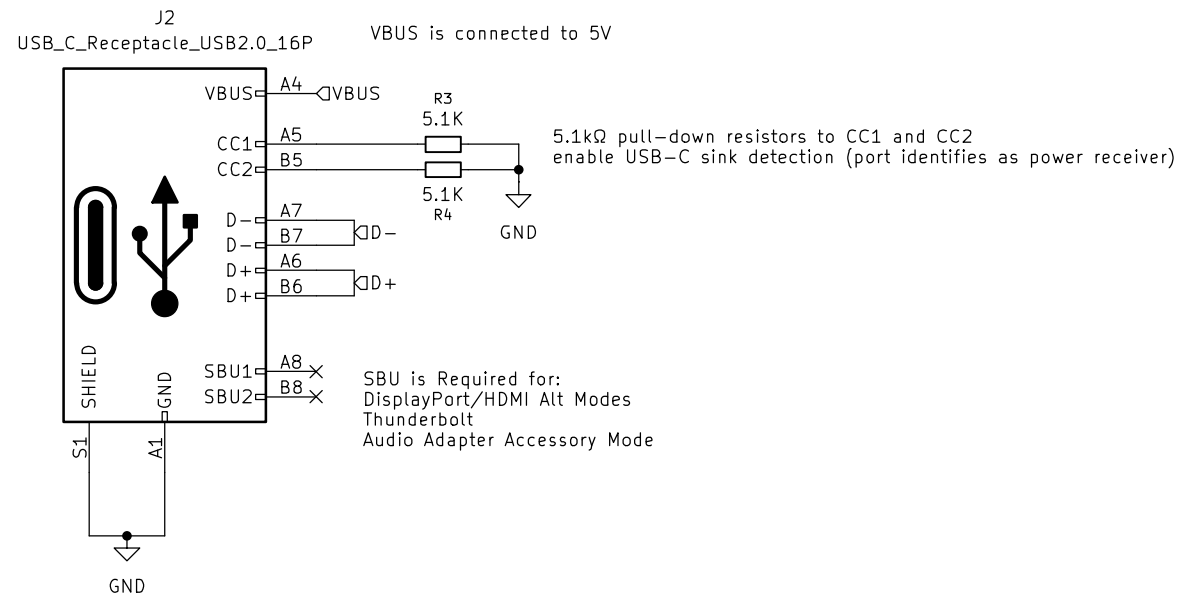 J2
USB_C_Receptacle_USB2.0_16P
VBUS is connected to 5V
VBUS
A4
VBUS
R3
5.1K
CC1
A5
CC2
B5
5.1K
R4
5.1kΩ pull-down resistors to CC1 and CC2
enable USB-C sink detection (port identifies as power receiver)
GND
D-
A7
D-
B7
D-
D+
A6
D+
B6
D+
SBU1
A8
SBU2
B8
SBU is Required for:
DisplayPort/HDMI Alt Modes
Thunderbolt
Audio Adapter Accessory Mode
SHIELD
GND
S1
A1
GND